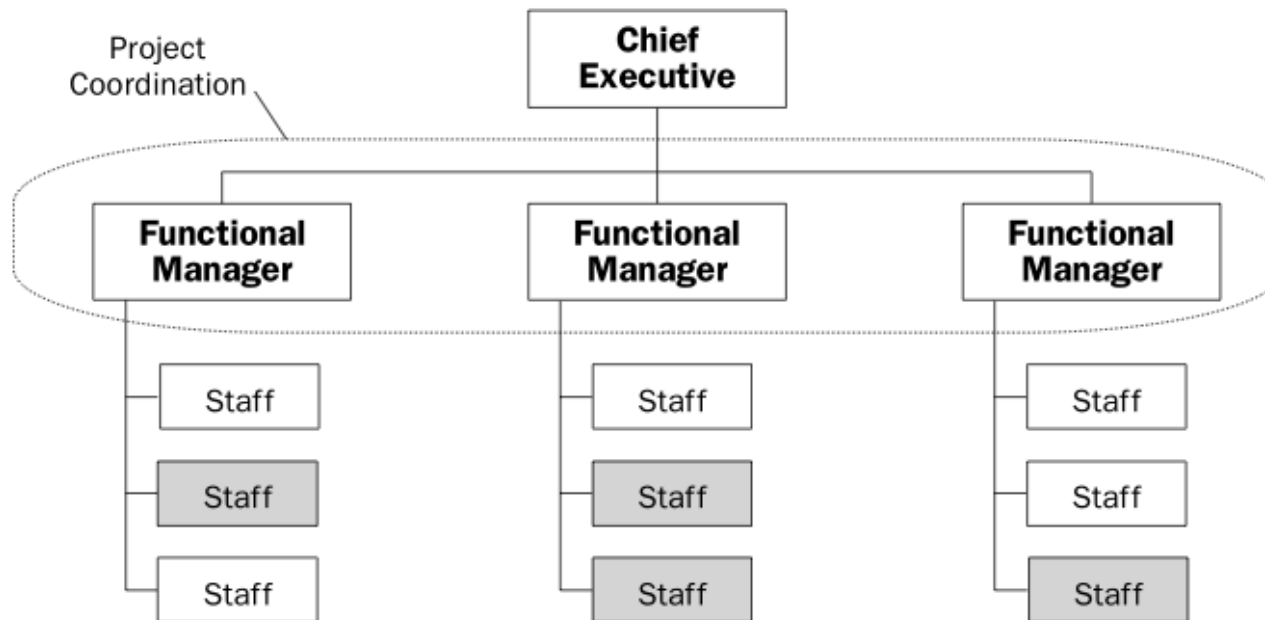 Project
Coordination
Chief
Executive
Functional
Manager
Functional
Manager
Functional
Manager
Staff
Staff
Staff
Staff
Staff
Staff
Staff
Staff
Staff